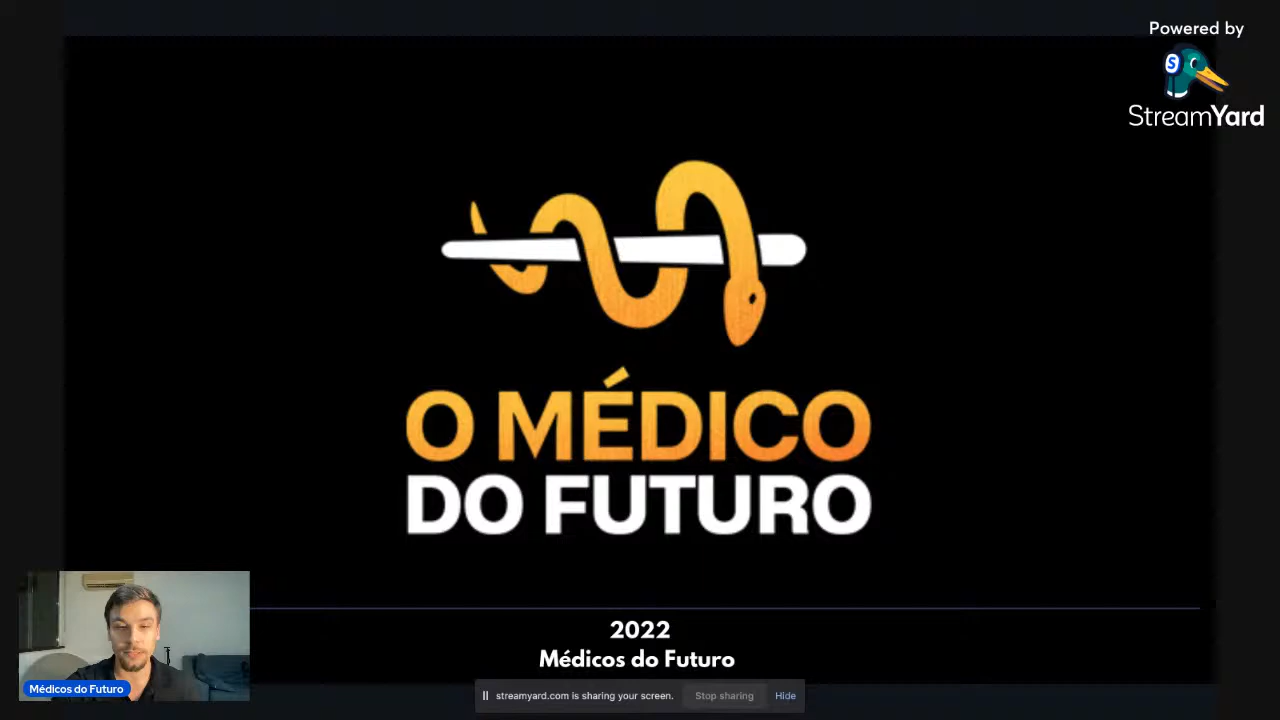 Powered by
S
StreamYard
O MÉDICO
DO FUTURO
2022
Médicos do Futuro
Médicos do Futuro
streamyard.com is sharing your screen. Stop sharing Hide